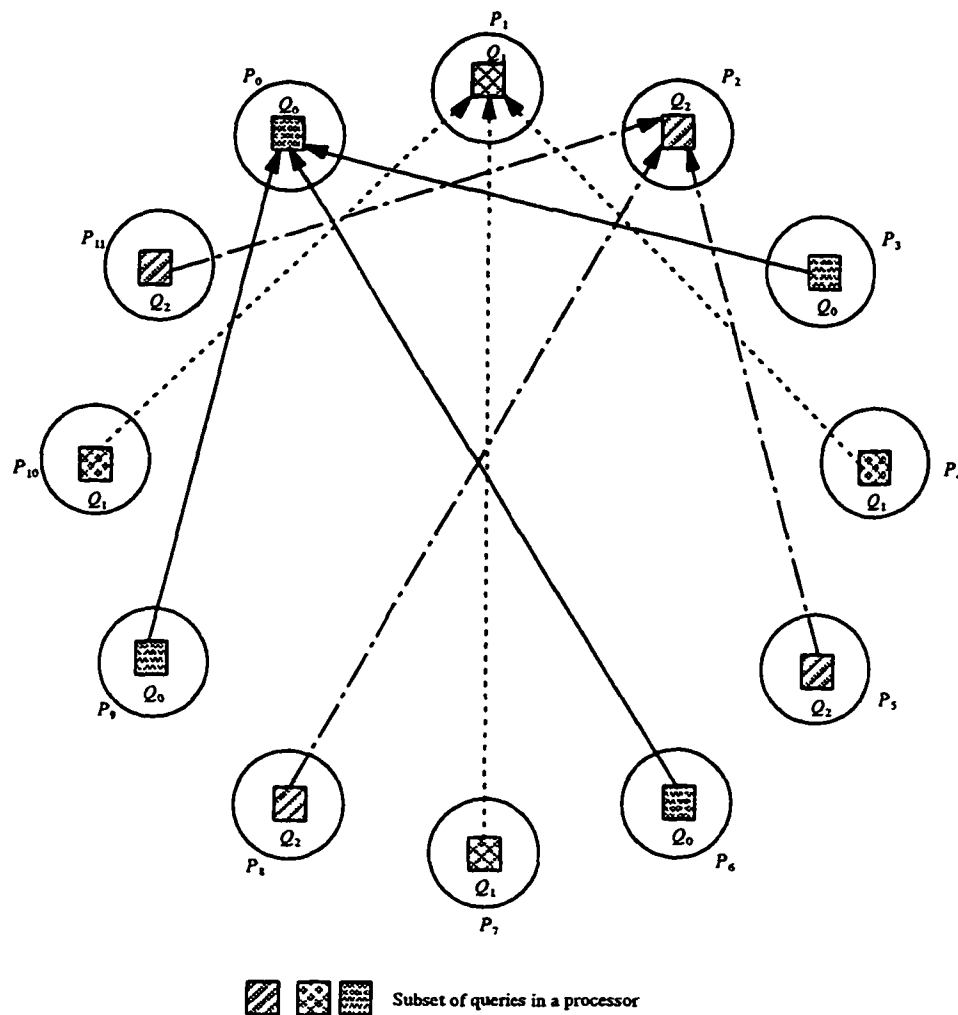 P₁
Q
P₀
Q₀
P₂
Q₂
P₁₁
Q₂
P₃
Q₀
P₁₀
Q₁
Q₁
P₉
Q₀
Q₂
P₅
P₈
Q₂
Q₁
P₇
Q₀
P₆
Subset of queries in a processor